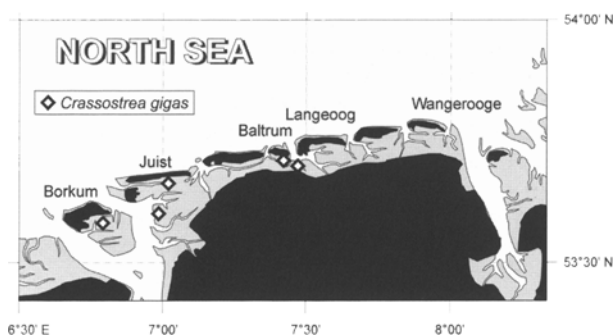 54°00' N
NORTH SEA
Crassostrea gigas
Langeoog
Wangerooge
Baltrum
Juist
Borkum
53°30' N
6°30' E
7°00'
7°30'
8°00'